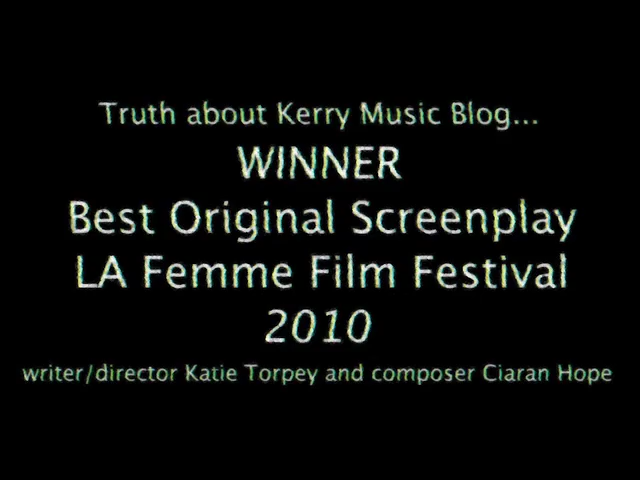 Truth about Kerry Music Blog...
WINNER
Best Original Screenplay
LA Femme Film Festival
2010
writer/director Katie Torpey and composer Ciaran Hope